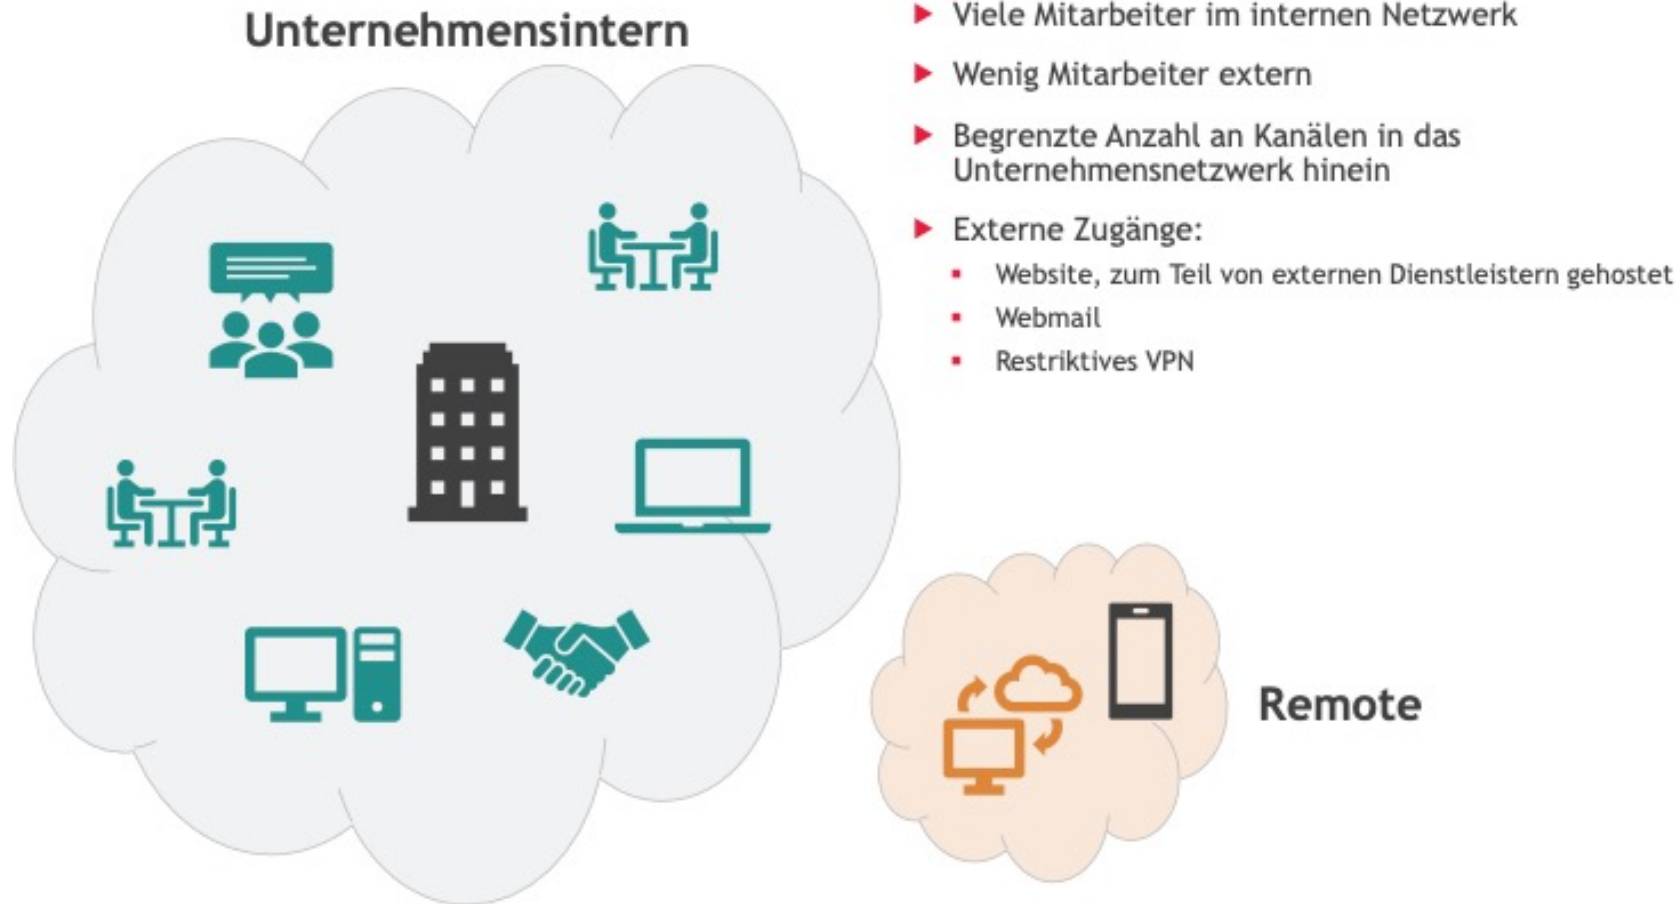 Unternehmensintern
Viele Mitarbeiter im internen Netzwerk
Wenig Mitarbeiter extern
Begrenzte Anzahl an Kanälen in das
Unternehmensnetzwerk hinein
Externe Zugänge:
Website, zum Teil von externen Dienstleistern gehostet
Webmail
Restriktives VPN
Remote